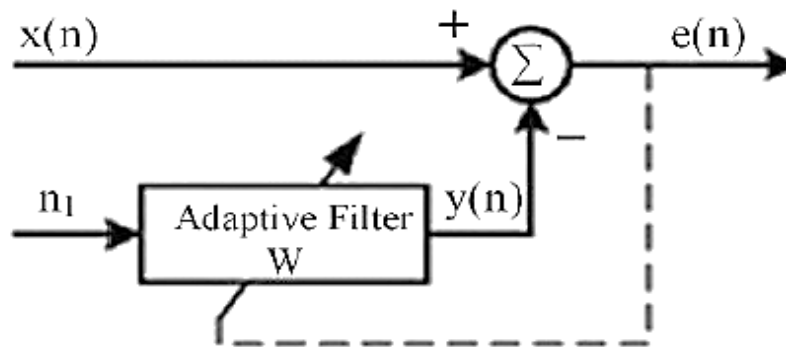 x(n)
+
Σ
e(n)
−
n₁
Adaptive Filter
W
y(n)